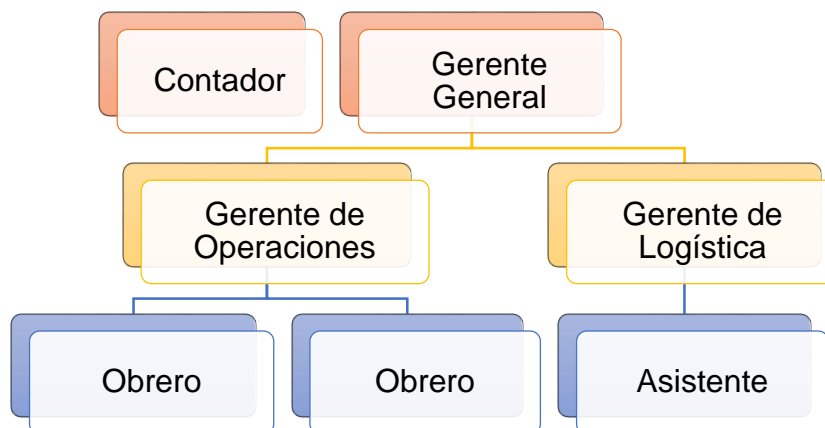 Contador
Gerente
General
Gerente de
Operaciones
Gerente de
Logística
Obrero
Obrero
Asistente